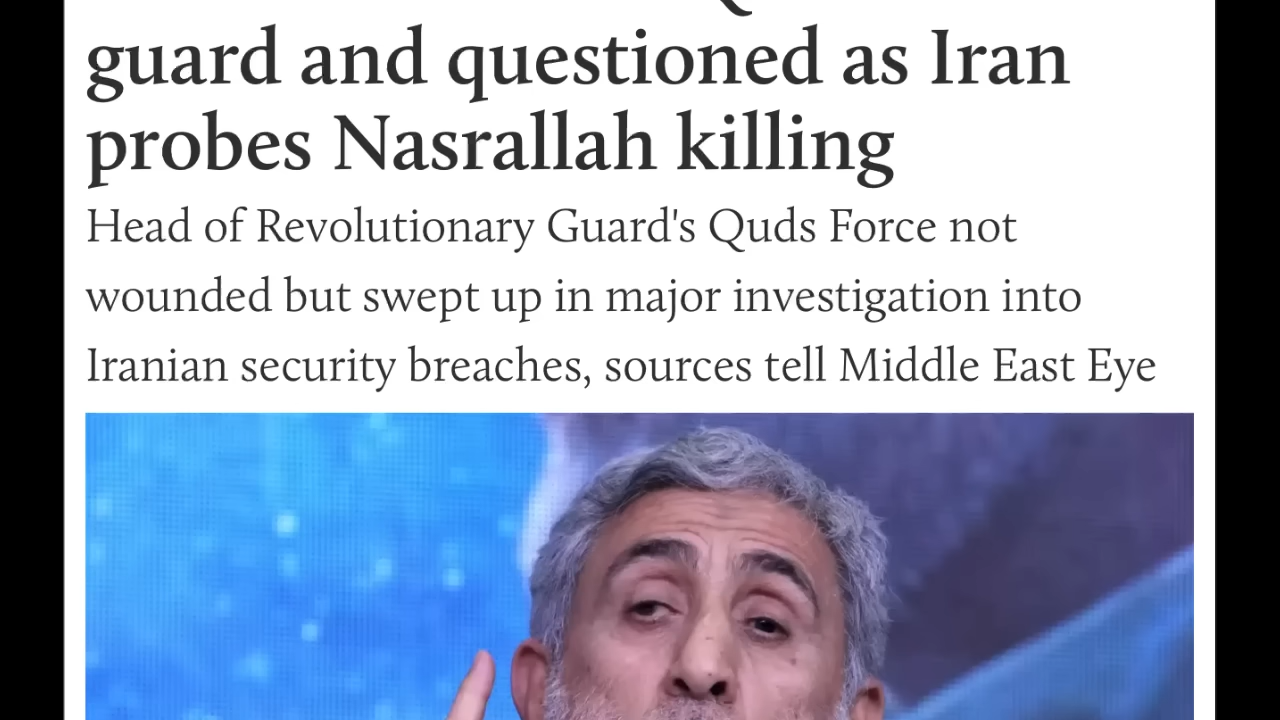 guard and questioned as Iran
probes Nasrallah killing
Head of Revolutionary Guard's Quds Force not
wounded but swept up in major investigation into
Iranian security breaches, sources tell Middle East Eye